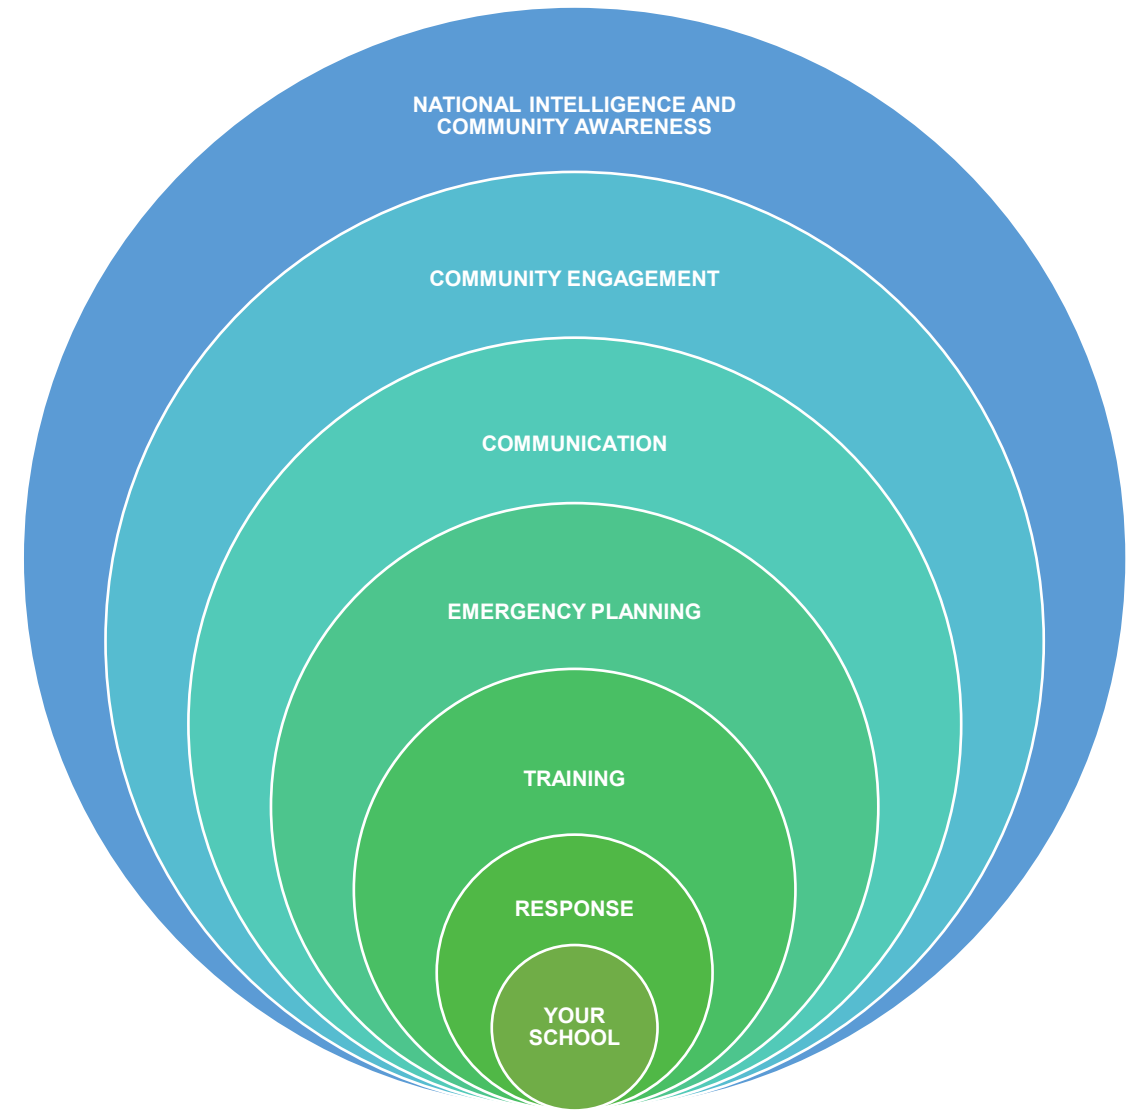 NATIONAL INTELLIGENCE AND
COMMUNITY AWARENESS
COMMUNITY ENGAGEMENT
COMMUNICATION
EMERGENCY PLANNING
TRAINING
RESPONSE
YOUR
SCHOOL